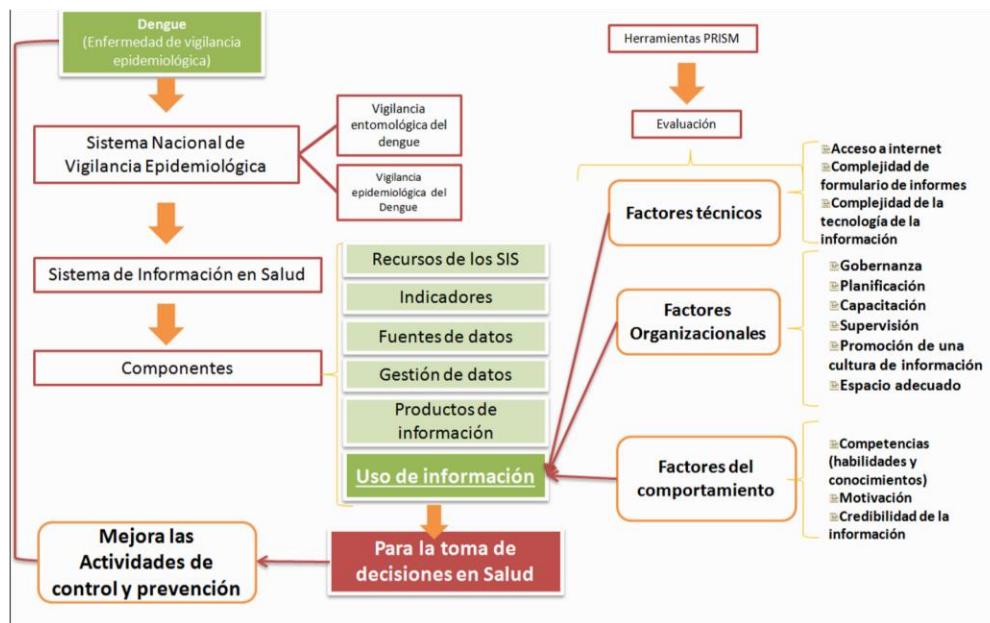 Dengue
(Enfermedad de vigilancia
epidemiológica)
Sistema Nacional de
Vigilancia Epidemiológica
Vigilancia
entomológica del
dengue
Vigilancia
epidemiológica del
Dengue
Sistema de Información en Salud
Componentes
Recursos de los SIS
Indicadores
Fuentes de datos
Gestión de datos
Productos de
información
Uso de información
Para la toma de
decisiones en Salud
Mejora las
Actividades de
control y prevención
Herramientas PRISM
Evaluación
Factores técnicos
Acceso a internet
Complejidad de
formulario de informes
Complejidad de la
tecnología de la
información
Factores
Organizacionales
Gobernanza
Planificación
Capacitación
Supervisión
Promoción de una
cultura de información
Espacio adecuado
Factores del
comportamiento
Competencias
(habilidades y
conocimientos)
Motivación
Credibilidad de la
información